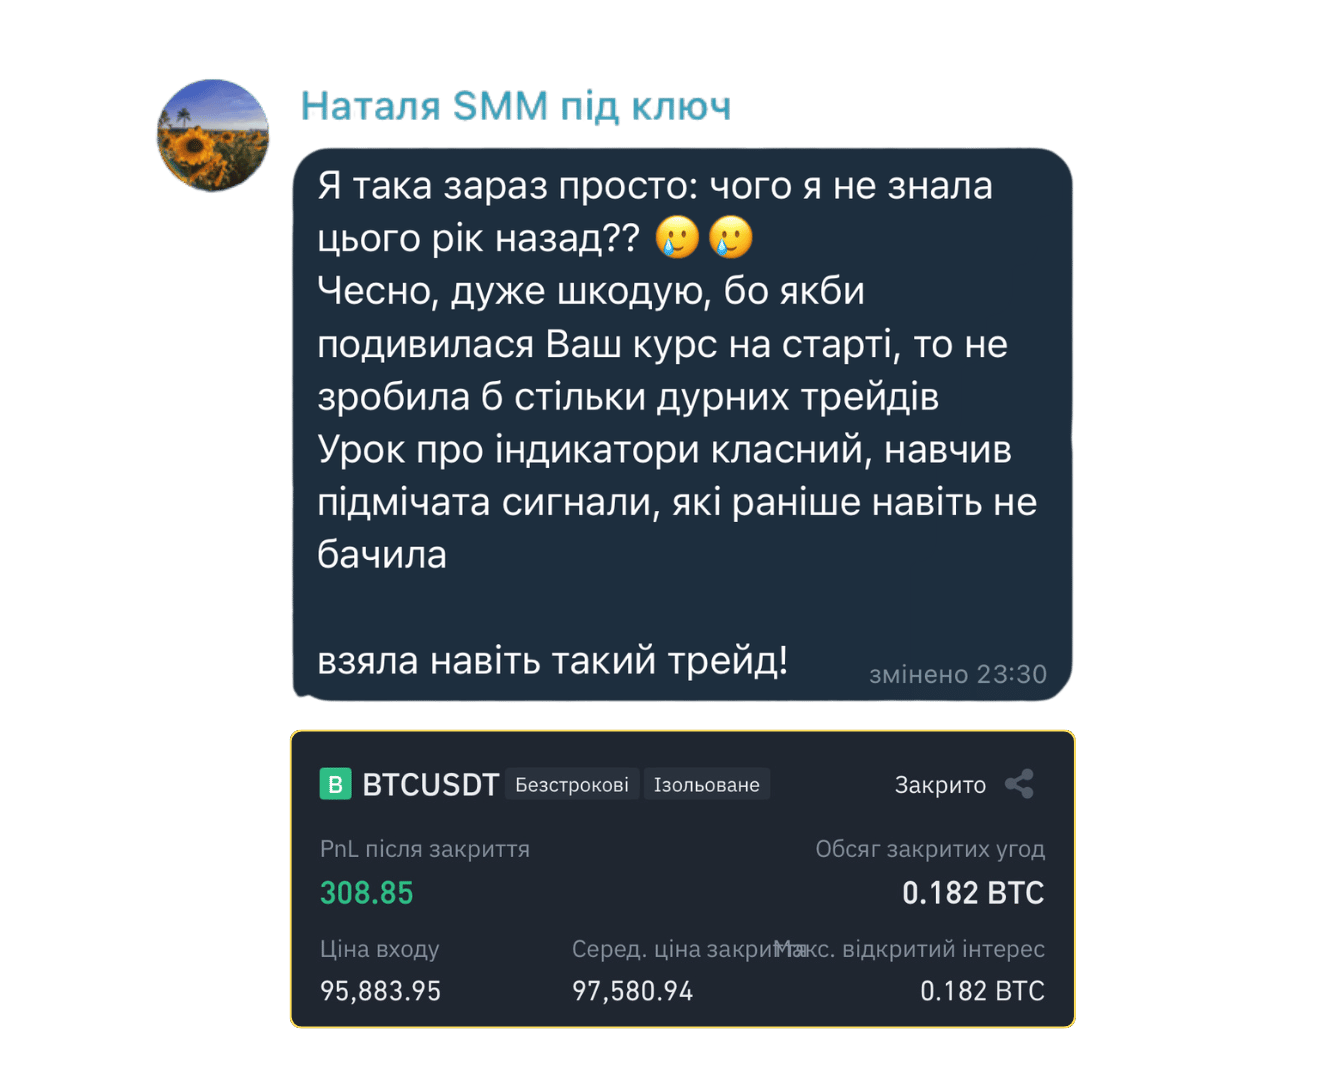 Наталя SMM під ключ
Я така зараз просто: чого я не знала
цього рік назад?? 🥲🥲
Чесно, дуже шкодую, бо якби
подивилася Ваш курс на старті, то не
зробила б стільки дурних трейдів
Урок про індикатори класний, навчив
підмічата сигнали, які раніше навіть не
бачила
взяла навіть такий трейд!
змінено 23:30
B BTCUSDT Безстрокові Ізольоване Закрито
PnL після закриття Обсяг закритих угод
308.85 0.182 BTC
Ціна входу Серед. ціна закриття Макс. відкритий інтерес
95,883.95 97,580.94 0.182 BTC